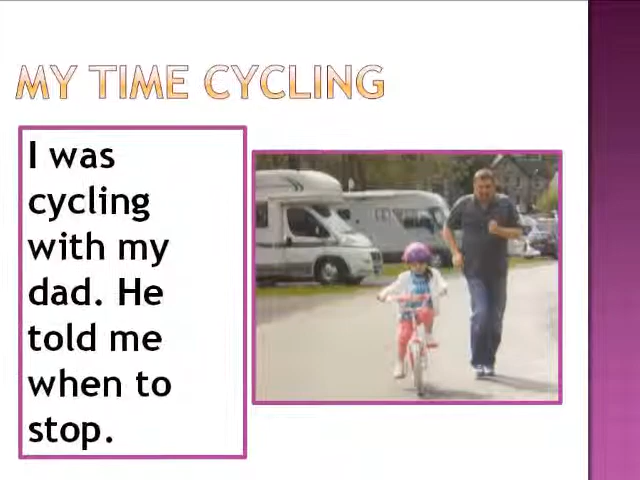 MY TIME CYCLING
I was
cycling
with my
dad. He
told me
when to
stop.